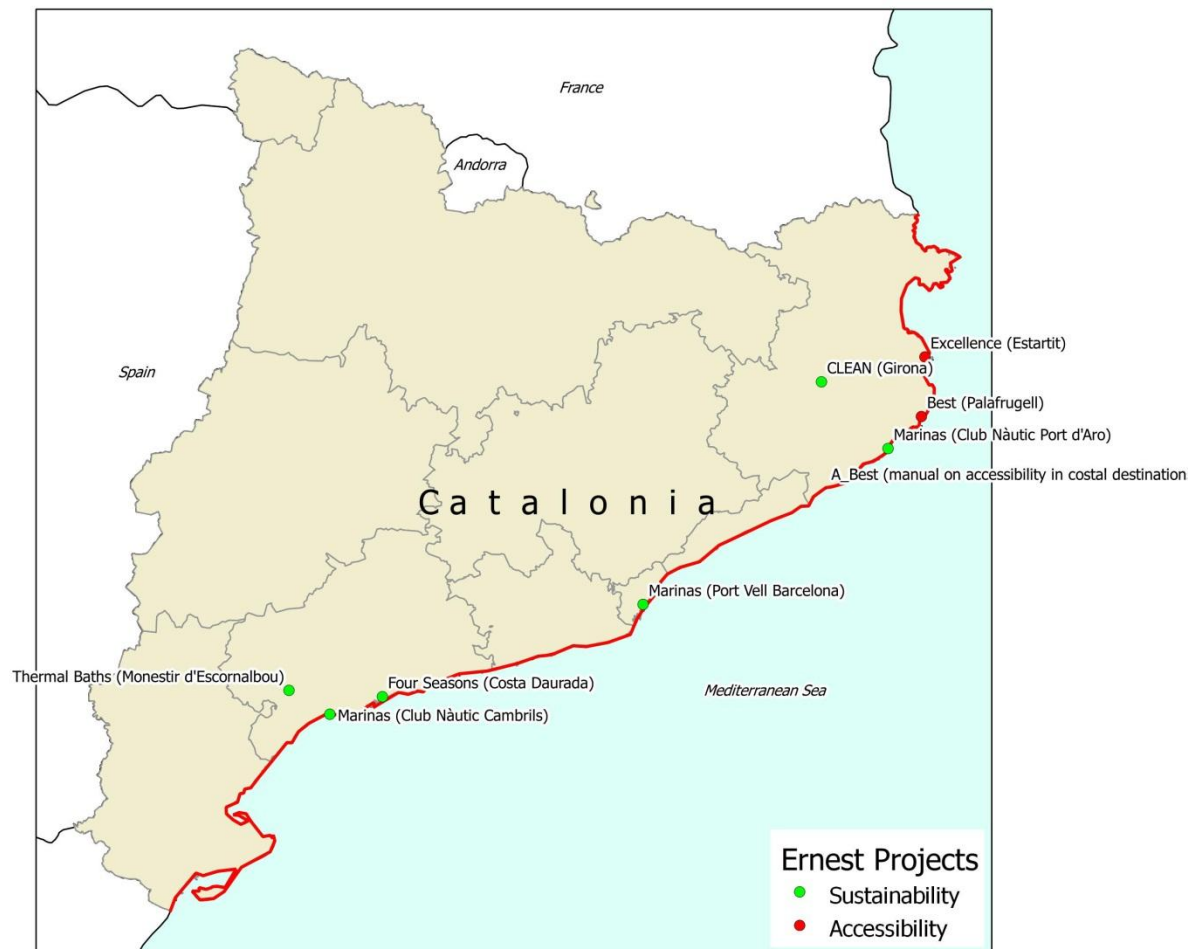 France
Andorra
Spain
Excellence (Estartit)
CLEAN (Girona)
Best (Palafrugell)
Marinas (Club Nàutic Port d'Aro)
A_Best (manual on accessibility in costal destination
Catalonia
Marinas (Port Vell Barcelona)
Thermal Baths (Monestir d'Escornalbou)
Four Seasons (Costa Daurada)
Mediterranean Sea
Marinas (Club Nàutic Cambrils)
Ernest Projects
Sustainability
Accessibility